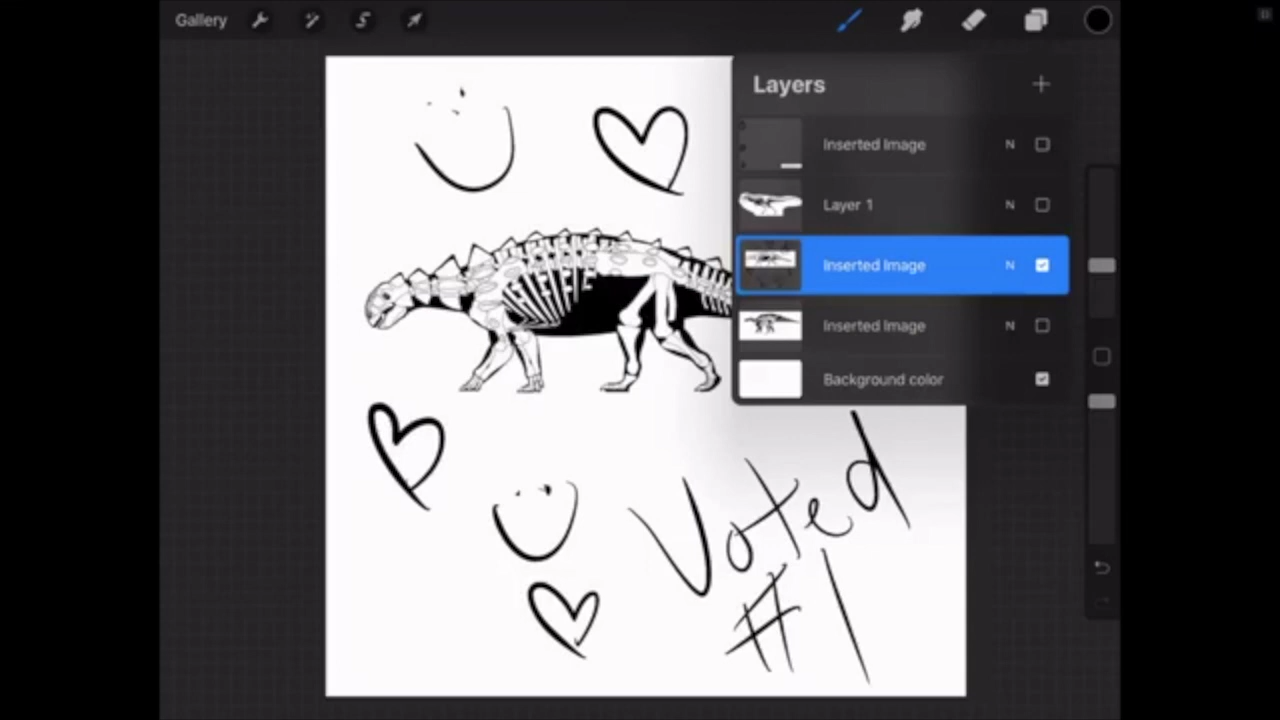 Gallery
Layers
Inserted Image N
Layer 1 N
Inserted Image N
Inserted Image N
Background color
Voted
#1